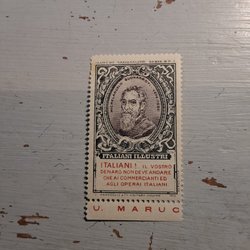 ITALIANI ILLUSTRI
ITALIANI! IL VOSTRO
DENARO NON DEVE ANDARE
CHE AI COMMERCIANTI ED
AGLI OPERAI ITALIANI
U. MARUC